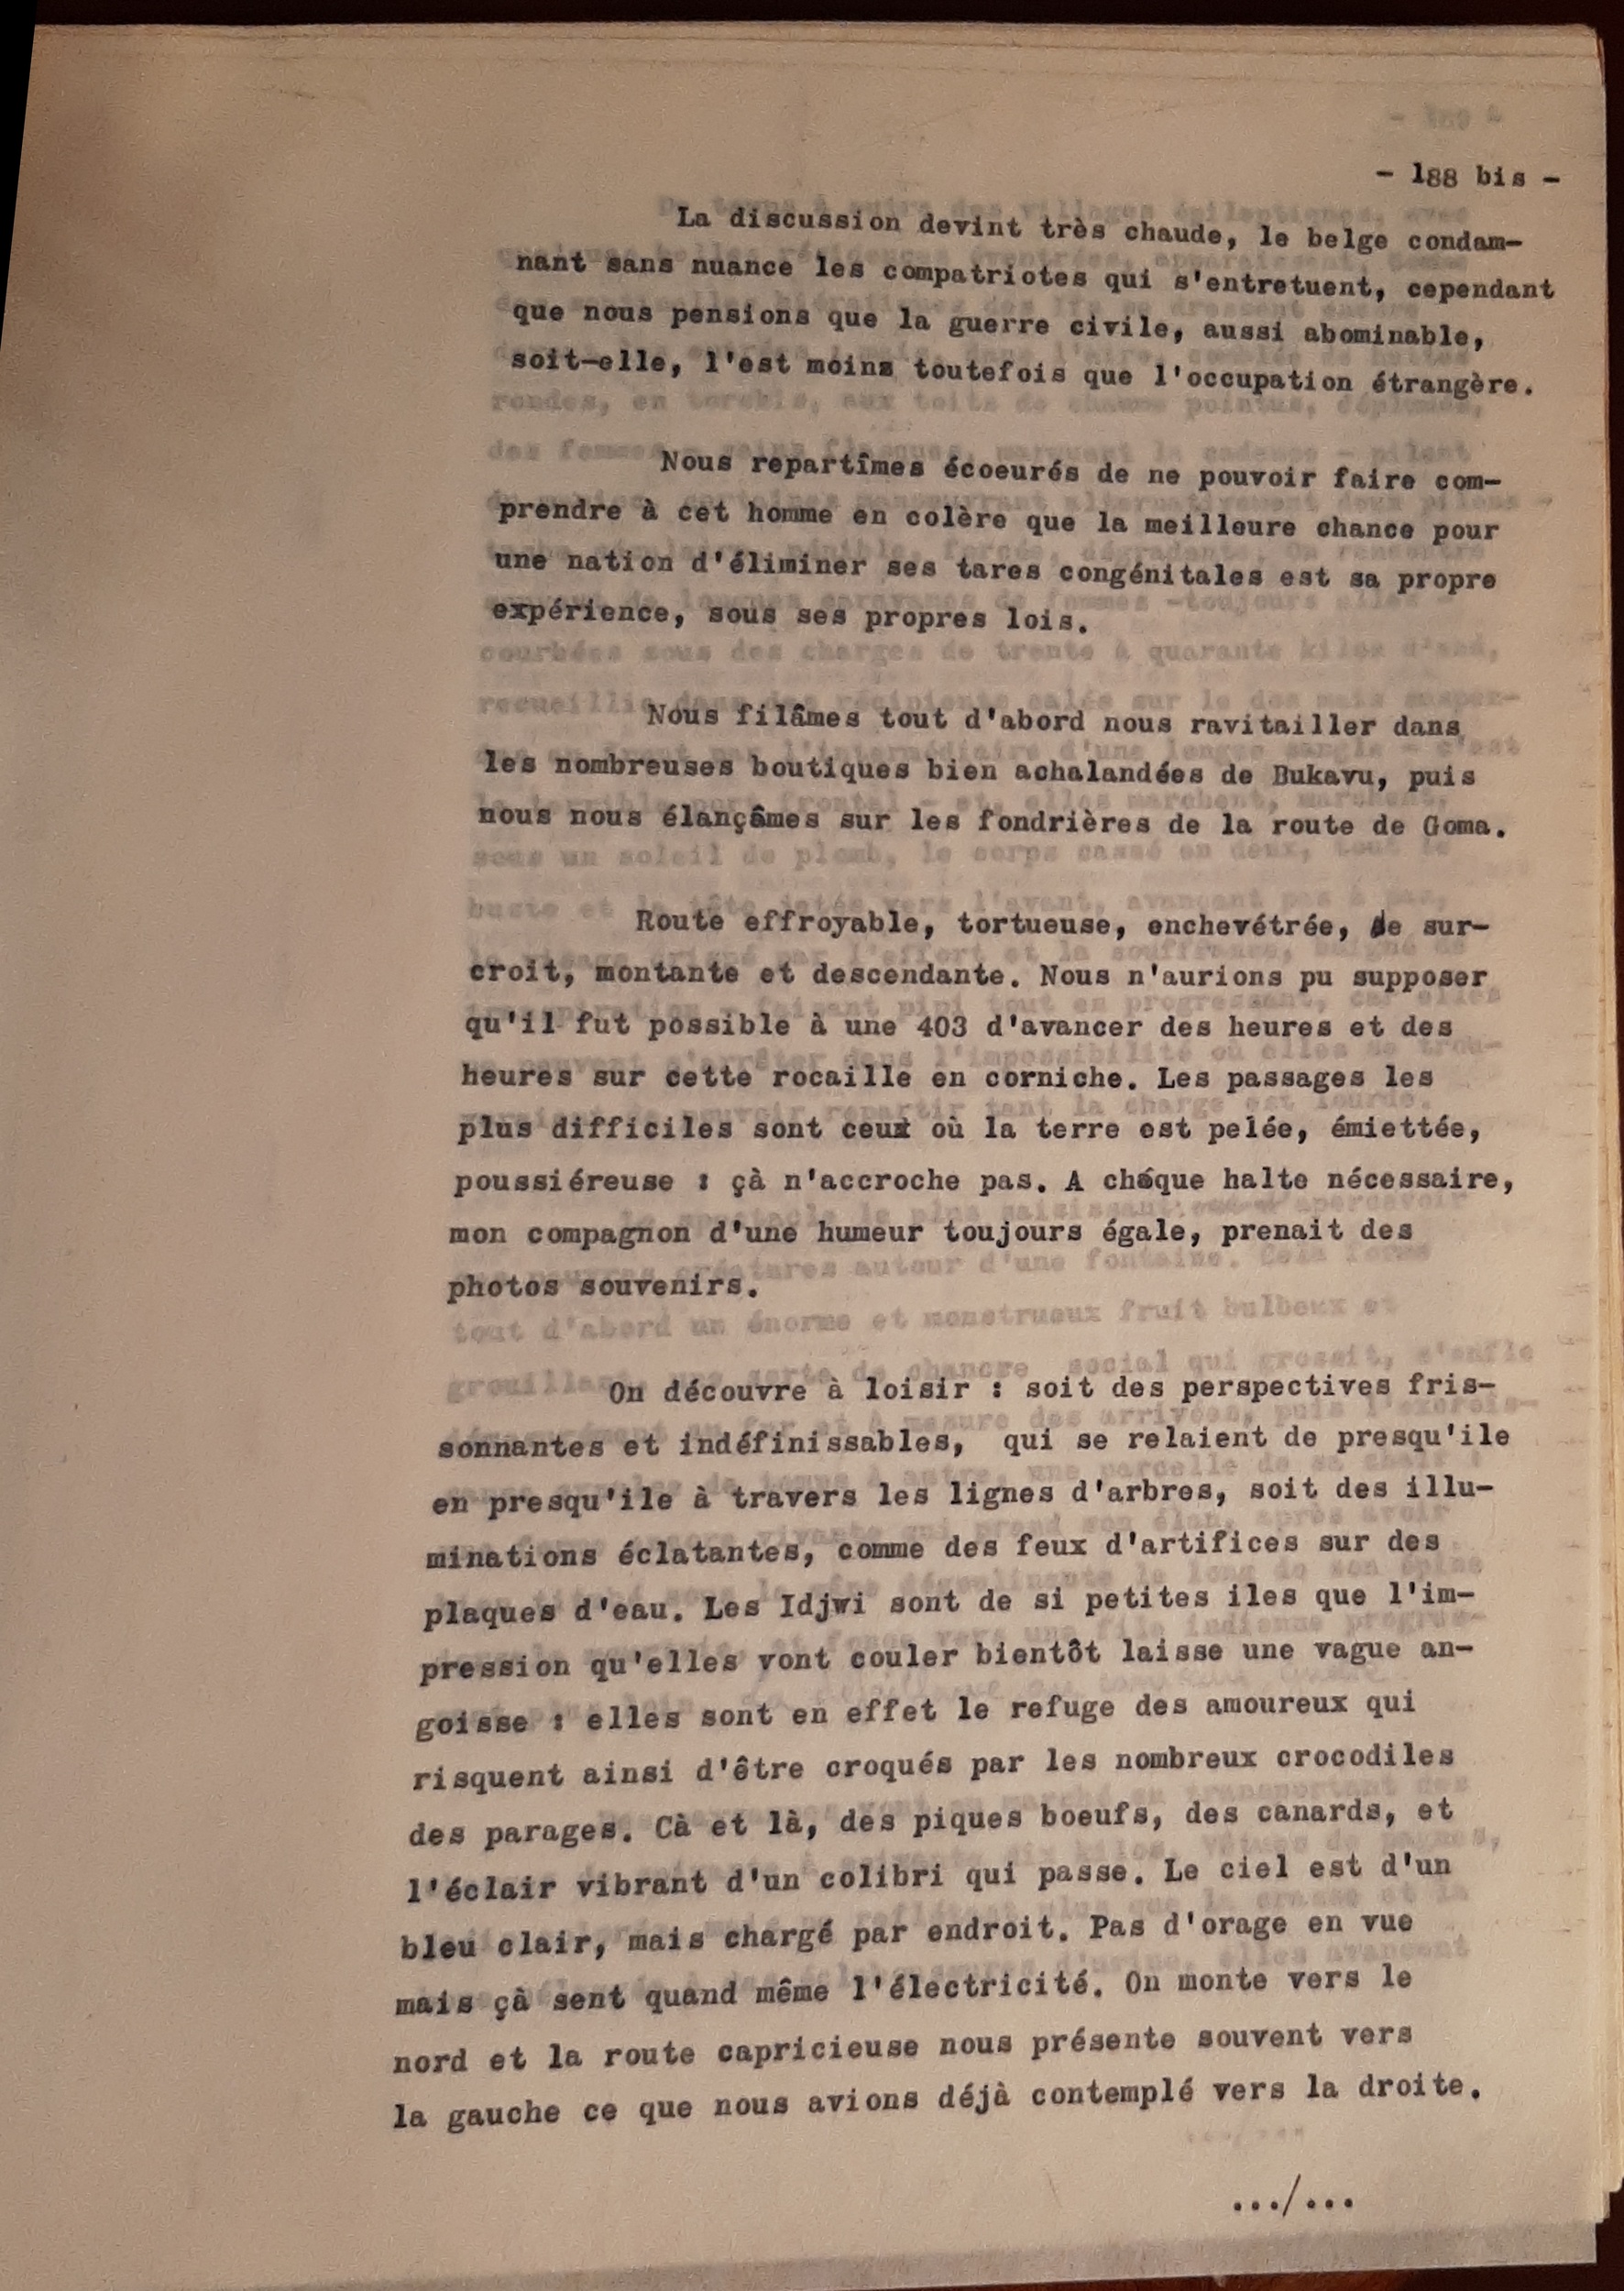 - 188 bis -
La discussion devint très chaude, le belge condam-
nant sans nuance les compatriotes qui s'entretuent, cependant
que nous pensions que la guerre civile, aussi abominable,
soit-elle, l'est moins toutefois que l'occupation étrangère.
Nous repartîmes écoeurés de ne pouvoir faire com-
prendre à cet homme en colère que la meilleure chance pour
une nation d'éliminer ses tares congénitales est sa propre
expérience, sous ses propres lois.
Nous filâmes tout d'abord nous ravitailler dans
les nombreuses boutiques bien achalandées de Bukavu, puis
nous nous élançâmes sur les fondrières de la route de Goma.
Route effroyable, tortueuse, enchevétrée, de sur-
croit, montante et descendante. Nous n'aurions pu supposer
qu'il fut possible à une 403 d'avancer des heures et des
heures sur cette rocaille en corniche. Les passages les
plus difficiles sont ceux où la terre est pelée, émiettée,
poussiéreuse : çà n'accroche pas. A chaque halte nécessaire,
mon compagnon d'une humeur toujours égale, prenait des
photos souvenirs.
On découvre à loisir : soit des perspectives fris-
sonnantes et indéfinissables, qui se relaient de presqu'ile
en presqu'ile à travers les lignes d'arbres, soit des illu-
minations éclatantes, comme des feux d'artifices sur des
plaques d'eau. Les Idjwi sont de si petites iles que l'im-
pression qu'elles vont couler bientôt laisse une vague an-
goisse : elles sont en effet le refuge des amoureux qui
risquent ainsi d'être croqués par les nombreux crocodiles
des parages. Cà et là, des piques boeufs, des canards, et
l'éclair vibrant d'un colibri qui passe. Le ciel est d'un
bleu clair, mais chargé par endroit. Pas d'orage en vue
mais çà sent quand même l'électricité. On monte vers le
nord et la route capricieuse nous présente souvent vers
la gauche ce que nous avions déjà contemplé vers la droite.
.../...